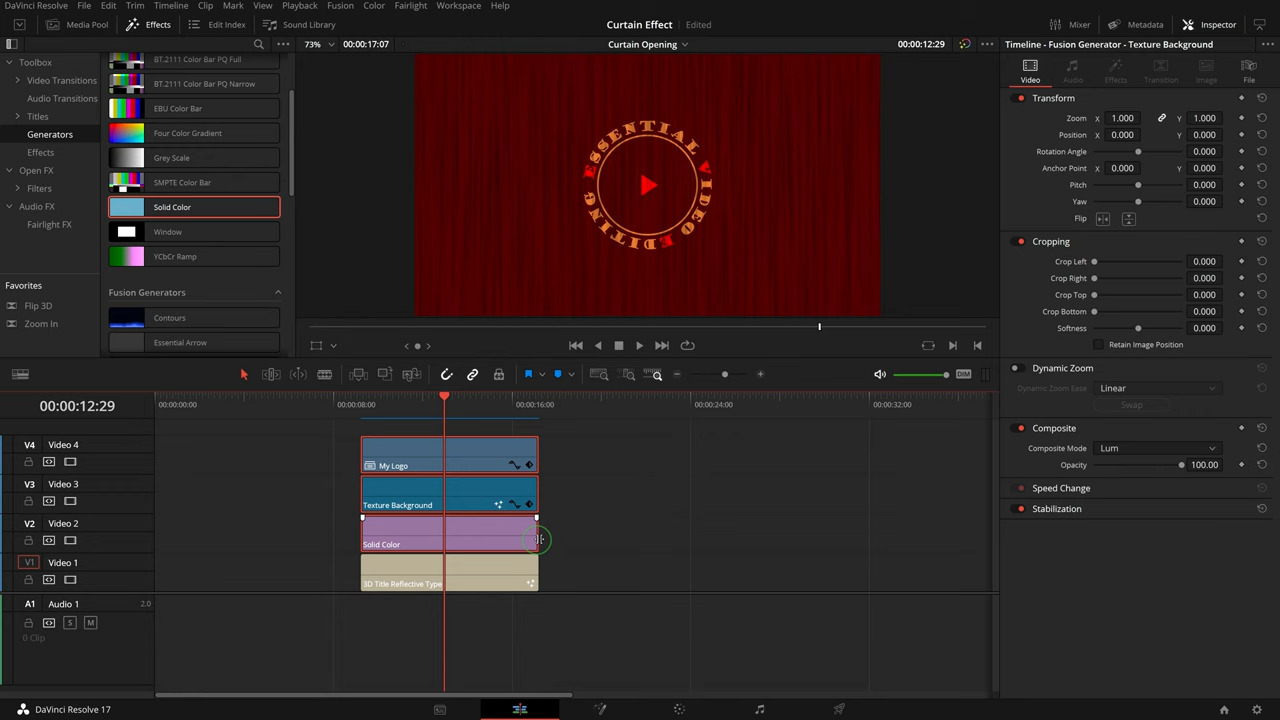 DaVinci Resolve File Edit Trim Timeline Clip Mark View Playback Fusion Color Fairlight Workspace Help
Media Pool Effects Edit Index Sound Library Curtain Effect Edited Mixer Metadata Inspector
73% 00:00:17:07 Curtain Opening 00:00:12:29 Timeline - Fusion Generator - Texture Background
Toolbox
Video Transitions
Audio Transitions
Titles
Generators
Effects
Open FX
Filters
Audio FX
Fairlight FX
Favorites
Flip 3D
Zoom In
BT.2111 Color Bar PQ Full
BT.2111 Color Bar PQ Narrow
EBU Color Bar
Four Color Gradient
Grey Scale
SMPTE Color Bar
Solid Color
Window
YCbCr Ramp
Fusion Generators
Contours
Essential Arrow
ESSENTIAL VIDEO EDITING
Video Audio Effects Transition Image File
Transform
Zoom X 1.000 Y 1.000
Position X 0.000 Y 0.000
Rotation Angle 0.000
Anchor Point X 0.000 Y 0.000
Pitch 0.000
Yaw 0.000
Flip
Cropping
Crop Left 0.000
Crop Right 0.000
Crop Top 0.000
Crop Bottom 0.000
Softness 0.000
Retain Image Position
Dynamic Zoom
Dynamic Zoom Ease Linear
Swap
Composite
Composite Mode Lum
Opacity 100.00
Speed Change
Stabilization
DIM
00:00:12:29 00:00:00:00 00:00:08:00 00:00:16:00 00:00:24:00 00:00:32:00
V4 Video 4
My Logo
V3 Video 3
Texture Background
V2 Video 2
Solid Color
V1 Video 1
3D Title Reflective Type
A1 Audio 1 2.0
S M
0 Clip
DaVinci Resolve 17